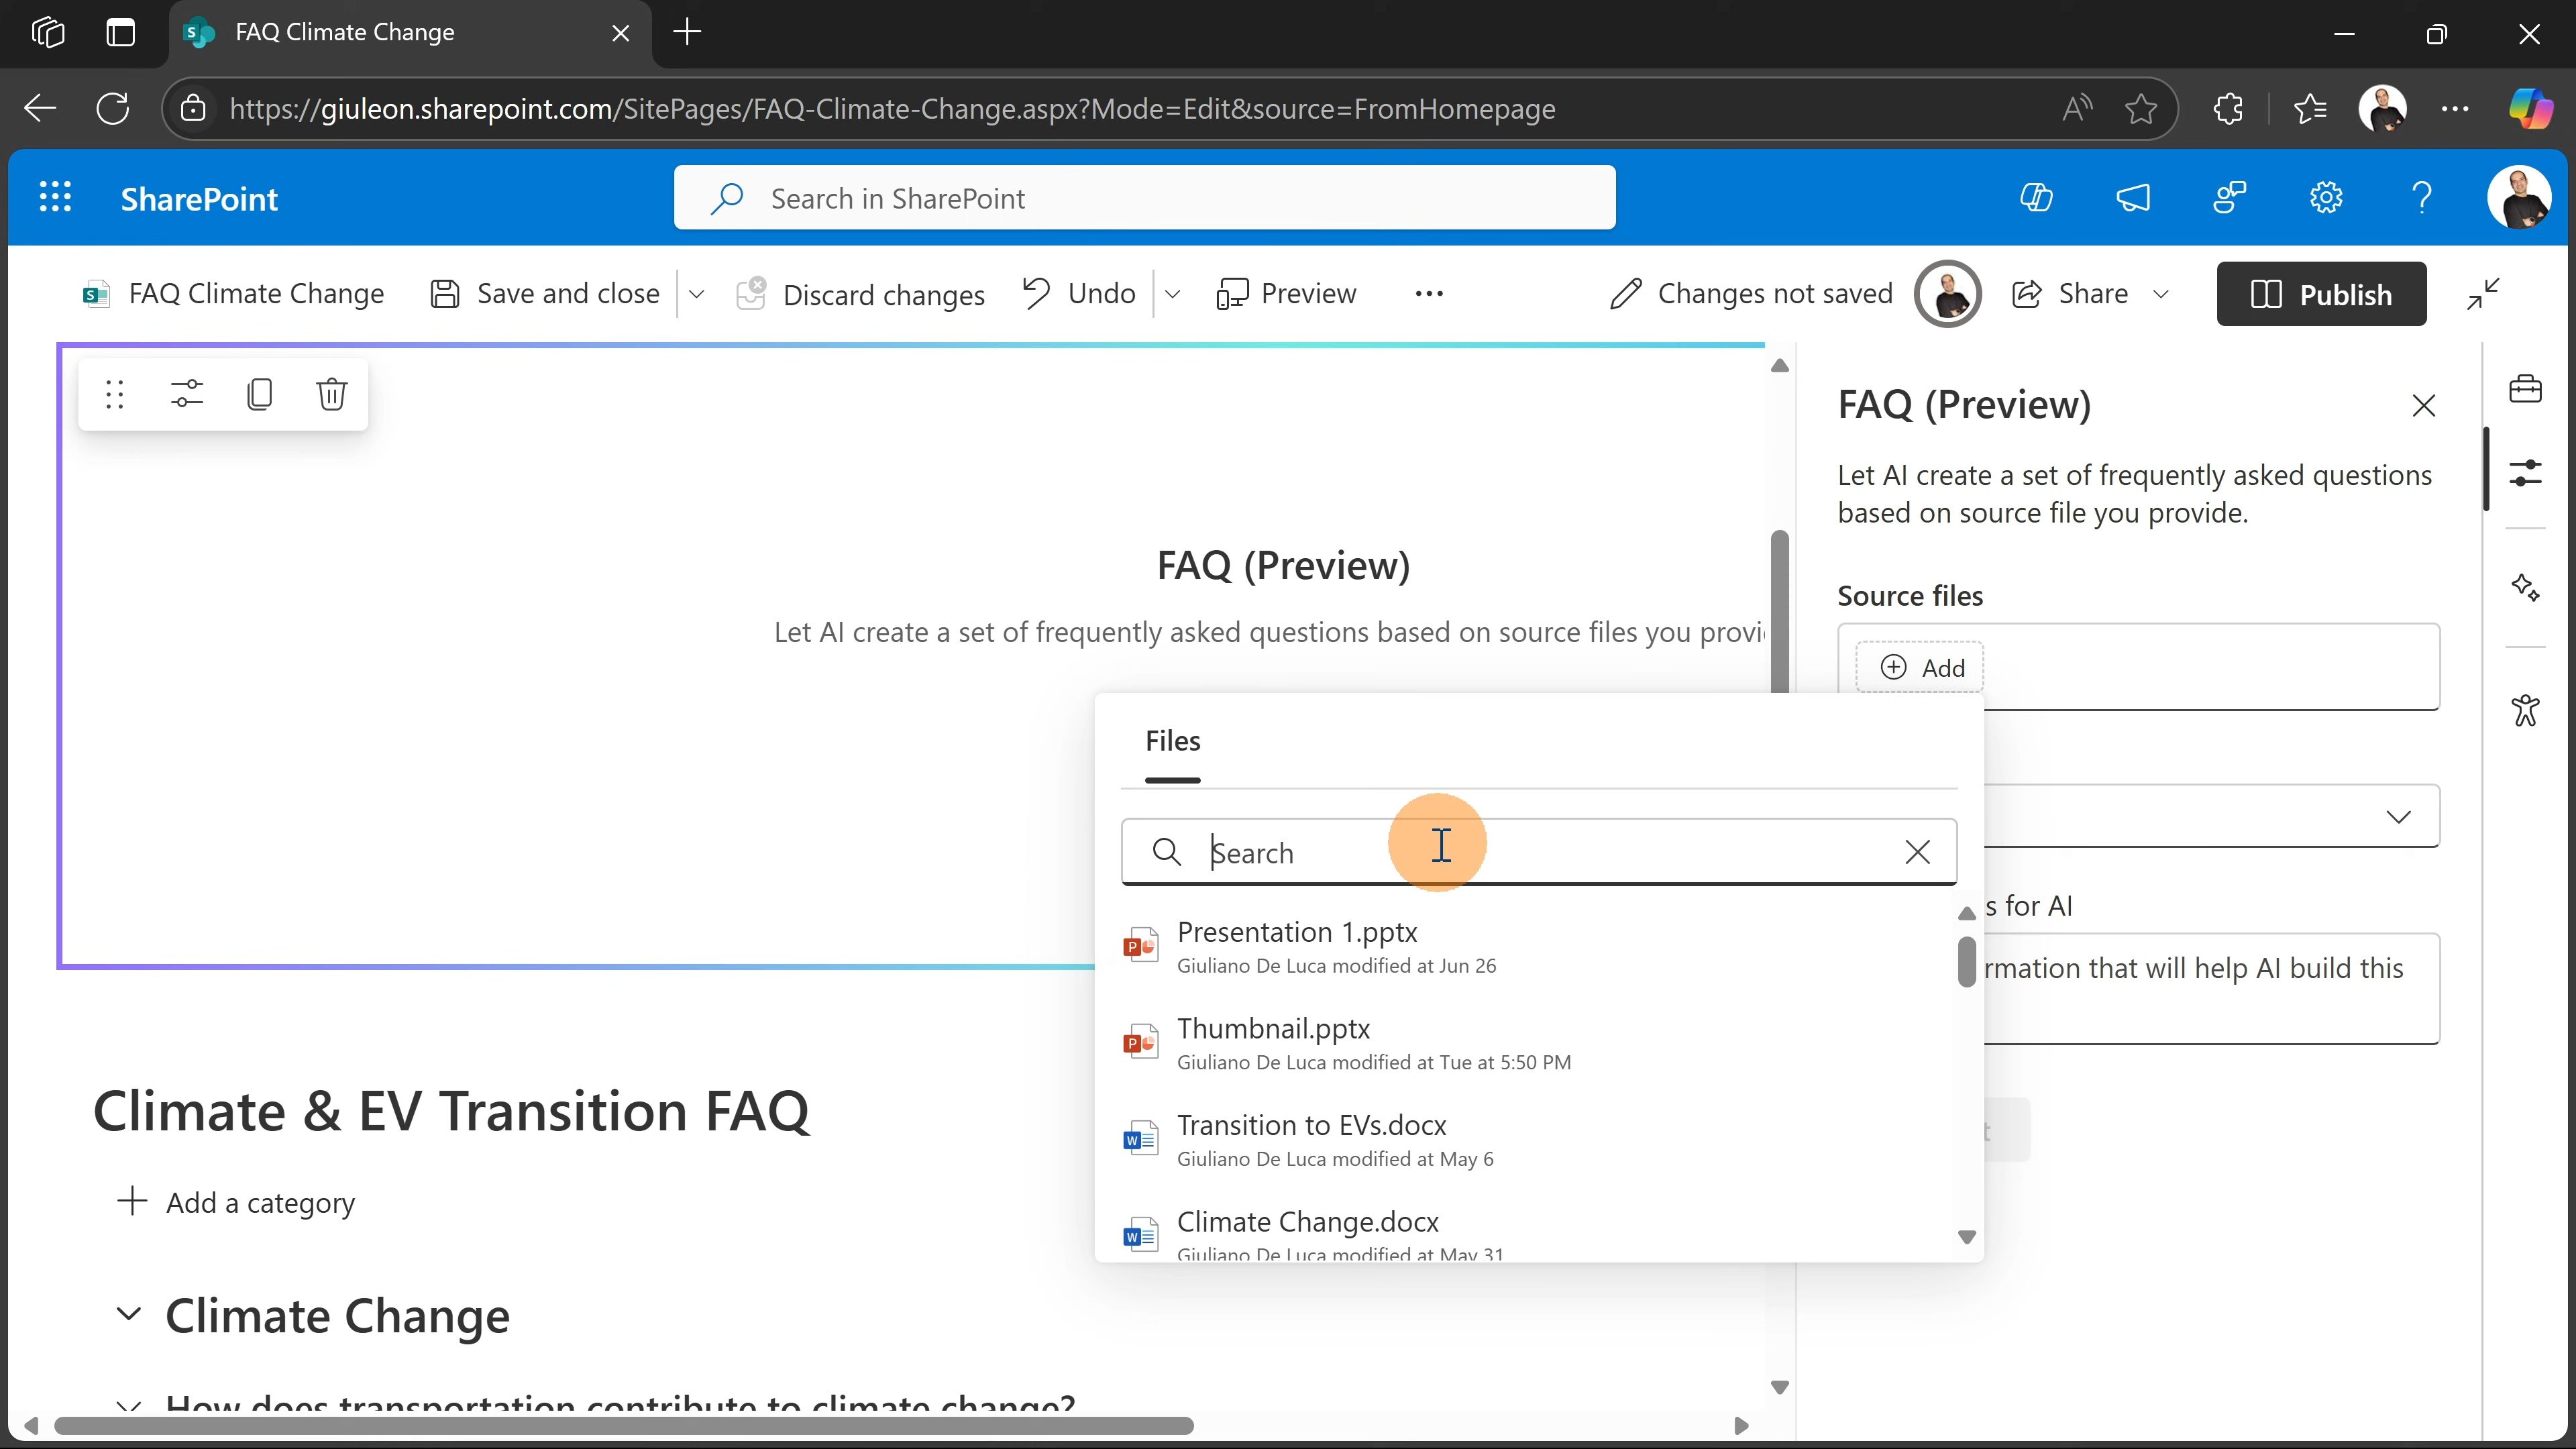 FAQ Climate Change
https://giuleon.sharepoint.com/SitePages/FAQ-Climate-Change.aspx?Mode=Edit&source=FromHomepage
SharePoint
Search in SharePoint
FAQ Climate Change
Save and close
Discard changes
Undo
Preview
Changes not saved
Share
Publish
FAQ (Preview)
Let AI create a set of frequently asked questions based on source files you provi
FAQ (Preview)
Let AI create a set of frequently asked questions
based on source file you provide.
Source files
Add
Files
Search
Presentation 1.pptx
Giuliano De Luca modified at Jun 26
Thumbnail.pptx
Giuliano De Luca modified at Tue at 5:50 PM
Transition to EVs.docx
Giuliano De Luca modified at May 6
Climate Change.docx
Giuliano De Luca modified at May 31
s for AI
rmation that will help AI build this
t
Climate & EV Transition FAQ
Add a category
Climate Change
How does transportation contribute to climate change?